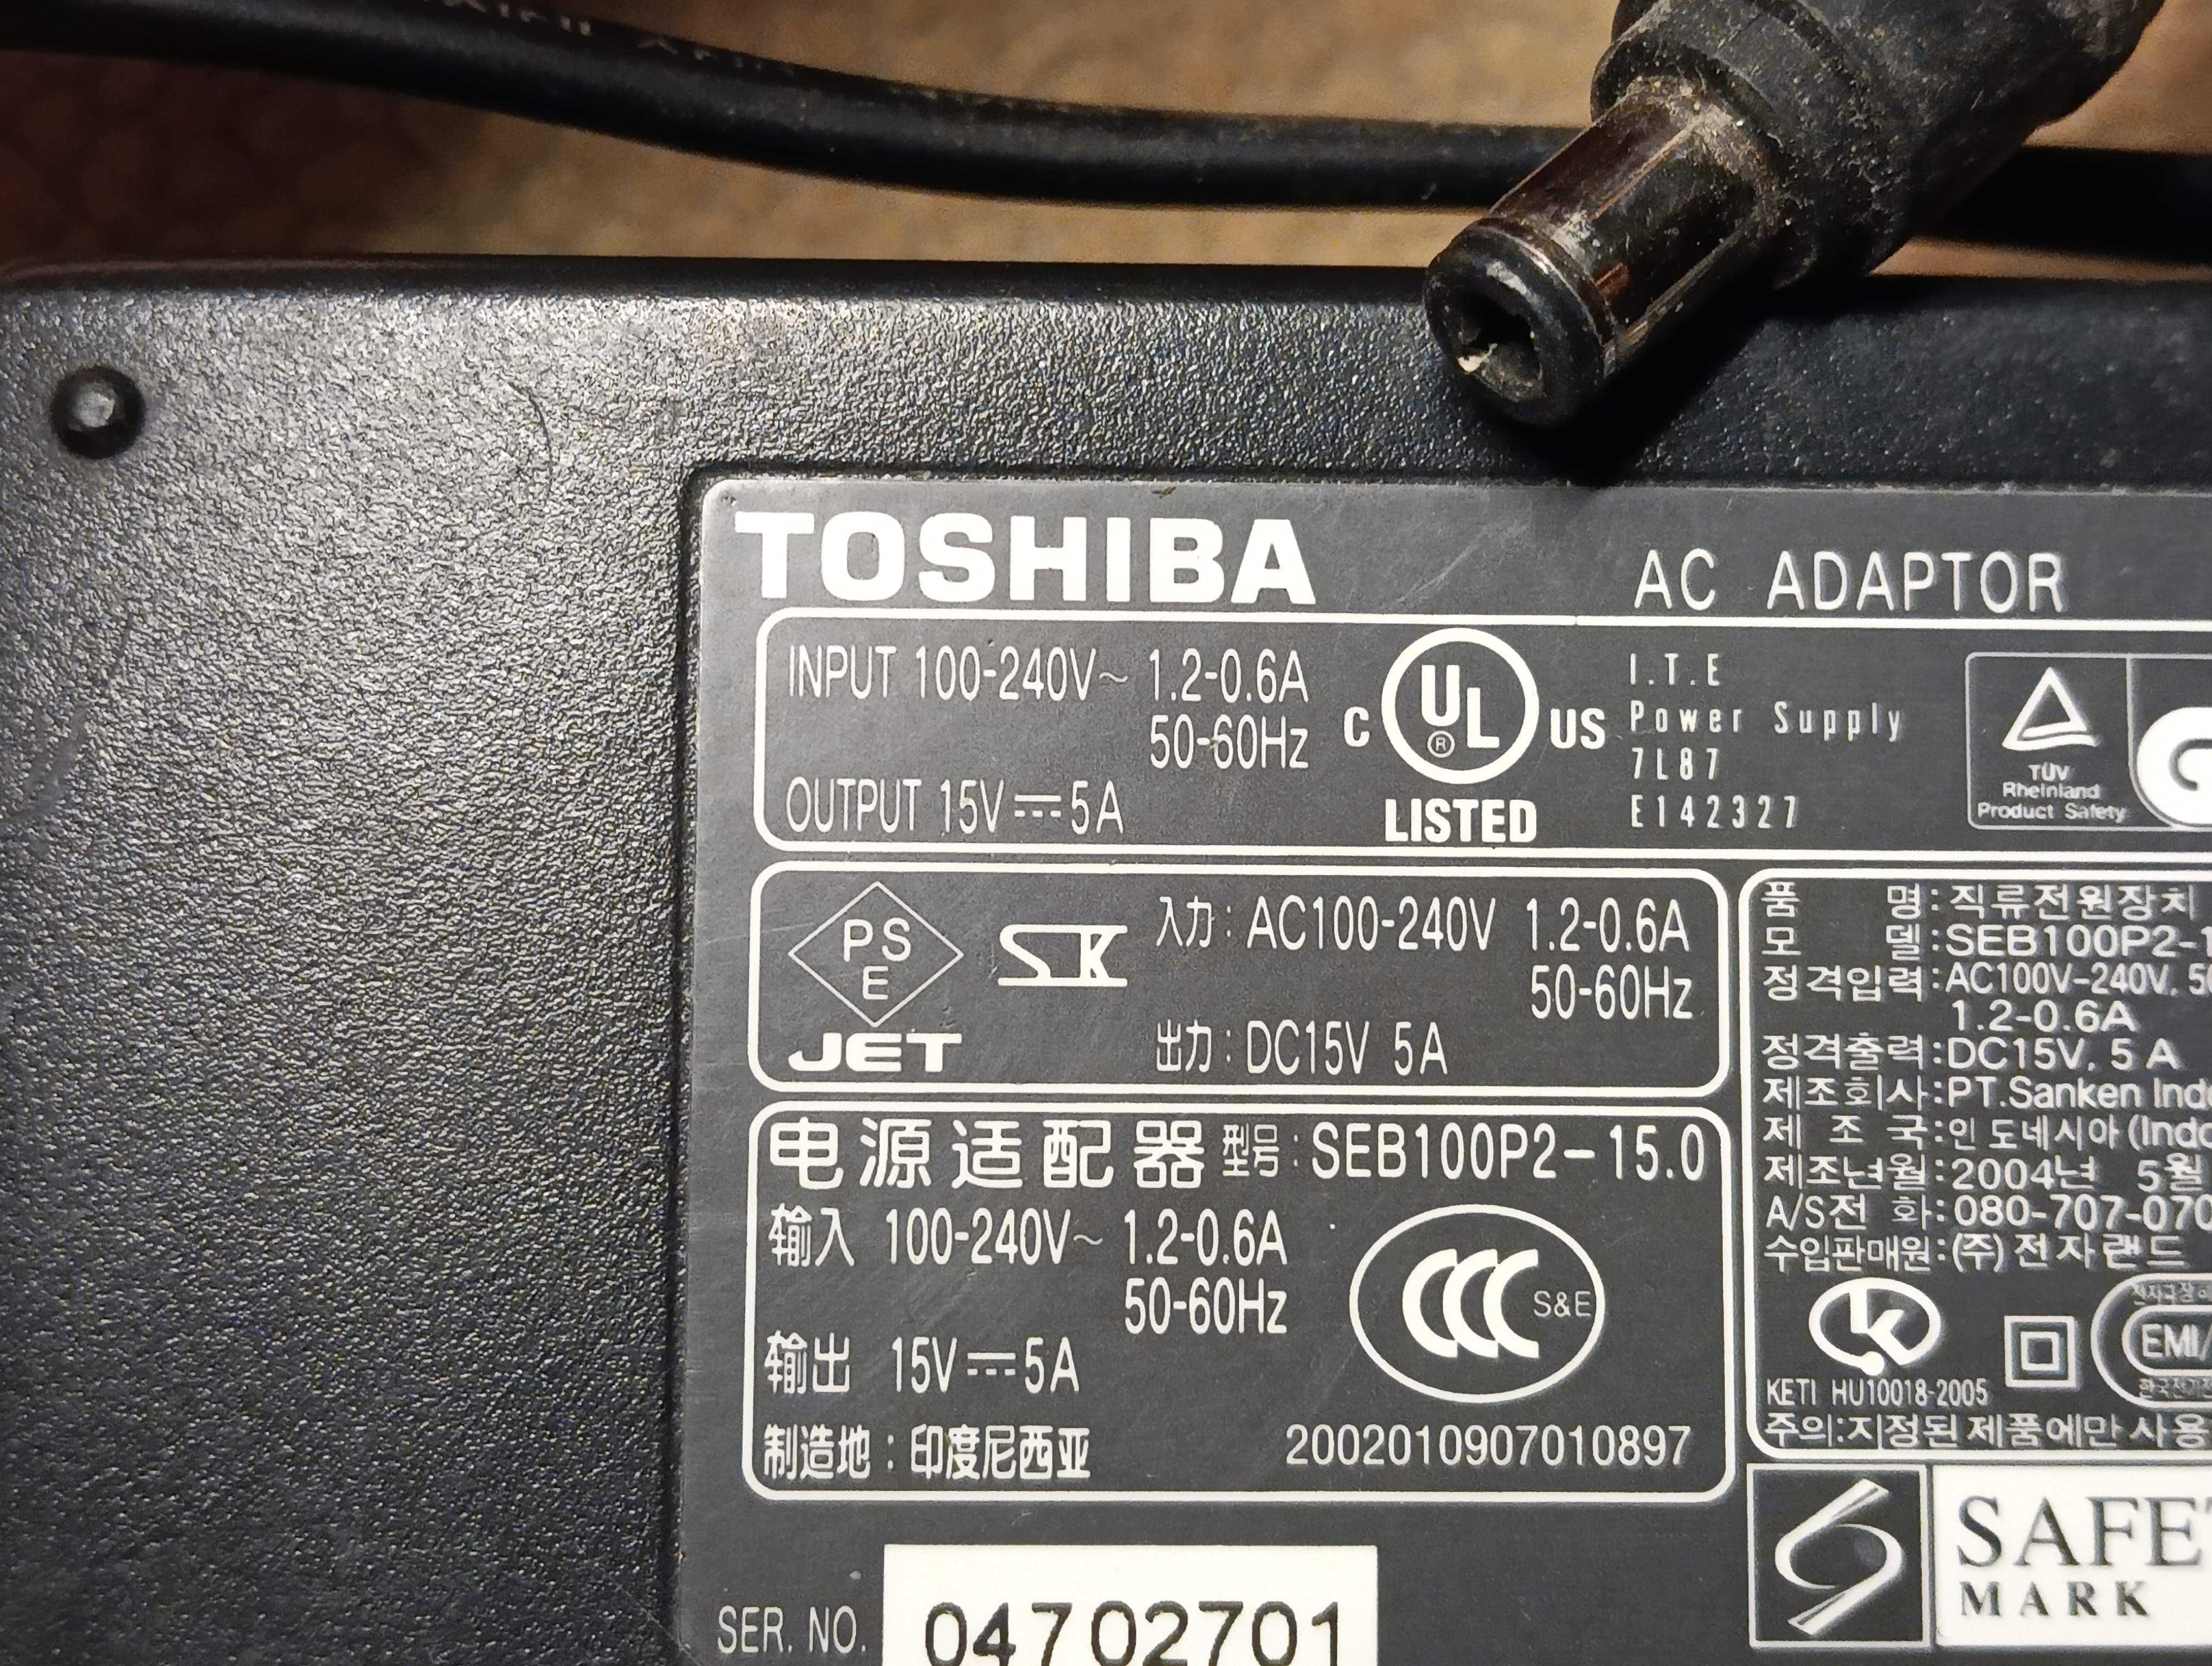 TOSHIBA
AC ADAPTOR
INPUT 100-240V~ 1.2-0.6A
50-60Hz
OUTPUT 15V⎓5A
C UL® US
LISTED
I.T.E
Power Supply
7L87
E142327
TÜV
Rheinland
Product Safety
PS
E
JET
SK
入力：AC100-240V 1.2-0.6A
50-60Hz
出力：DC15V 5A
电源适配器 型号：SEB100P2-15.0
输入 100-240V~ 1.2-0.6A
50-60Hz
输出 15V⎓5A
CCC S&E
制造地：印度尼西亚
2002010907010897
품 명:직류전원장치
모 델:SEB100P2-1
정격입력:AC100V-240V, 50
1.2-0.6A
정격출력:DC15V, 5 A
제조회사:PT.Sanken Indo
제 조 국:인도네시아(Indo
제조년월:2004년 5월
A/S전 화:080-707-070
수입판매원:(주)전자랜드
KETI HU10018-2005
EMI/
주의:지정된 제품에만 사용
SAFET
MARK
SER. NO.
04702701